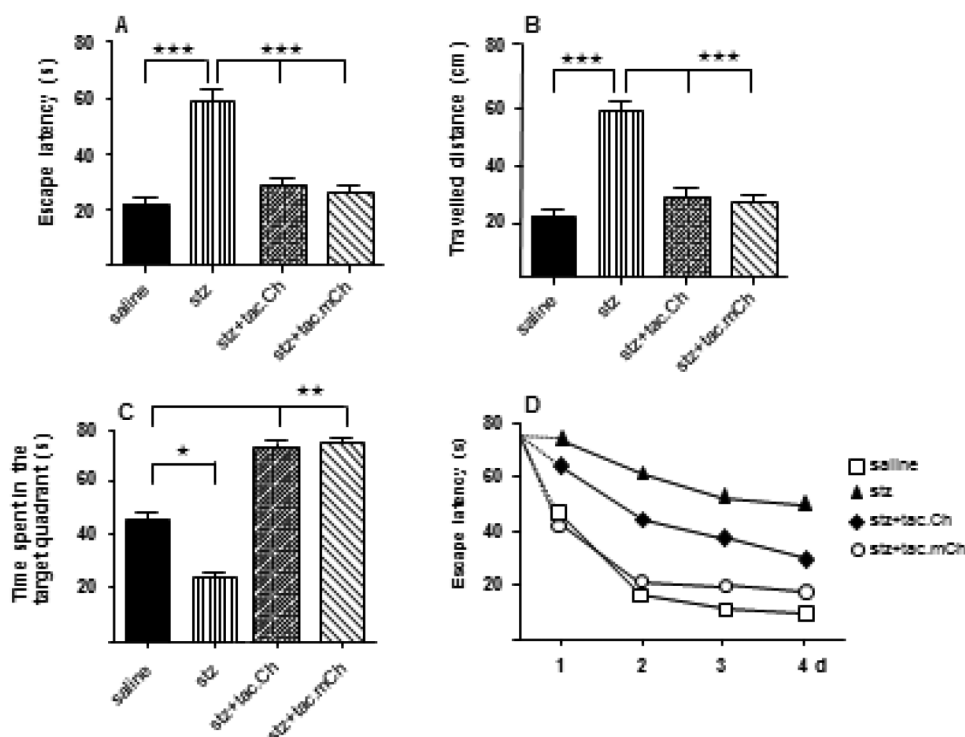 A
Escape latency (s)
80
60
40
20
***
***
saline
stz
stz+tac.Ch
stz+tac.mCh
B
Travelled distance (cm)
80
60
40
20
***
***
saline
stz
stz+tac.Ch
stz+tac.mCh
C
Time spent in the
target quadrant (s)
80
60
40
20
*
**
saline
stz
stz+tac.Ch
stz+tac.mCh
D
Escape latency (s)
80
60
40
20
1 2 3 4 d
saline
stz
stz+tac.Ch
stz+tac.mCh